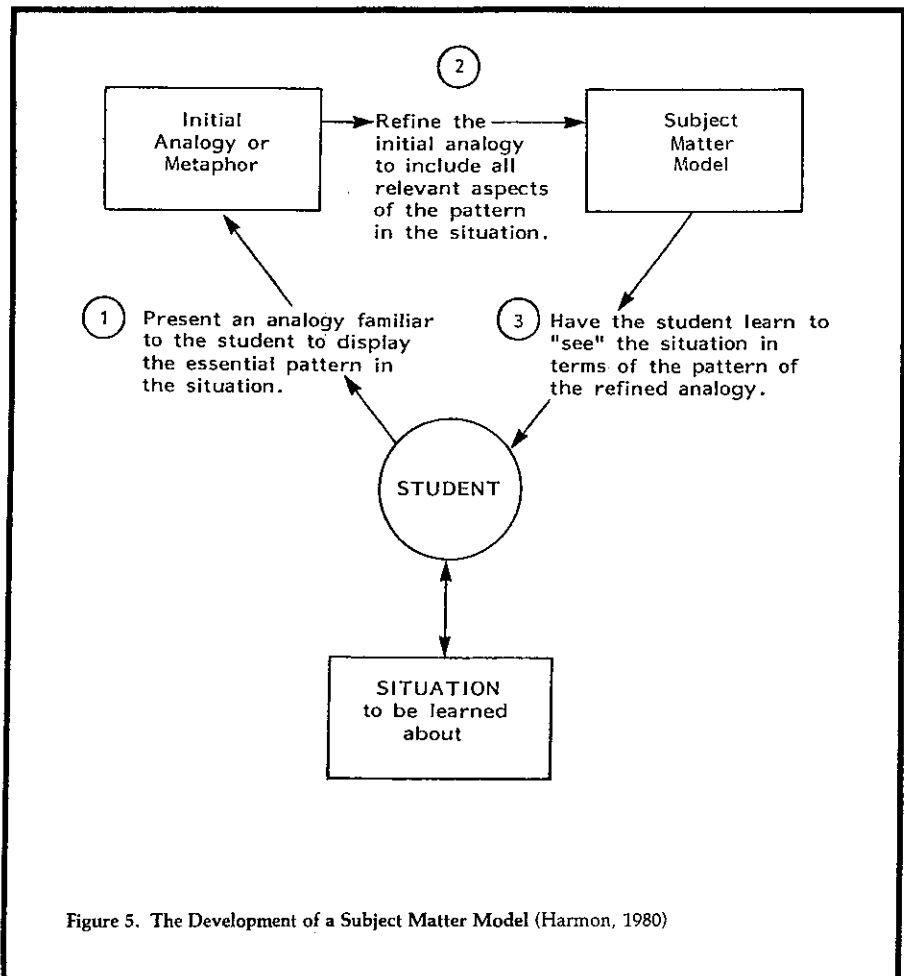 2
Initial
Analogy or
Metaphor
Refine the
initial analogy
to include all
relevant aspects
of the pattern
in the situation.
Subject
Matter
Model
1
Present an analogy familiar
to the student to display
the essential pattern in
the situation.
3
Have the student learn to
"see" the situation in
terms of the pattern of
the refined analogy.
STUDENT
SITUATION
to be learned
about
Figure 5. The Development of a Subject Matter Model (Harmon, 1980)